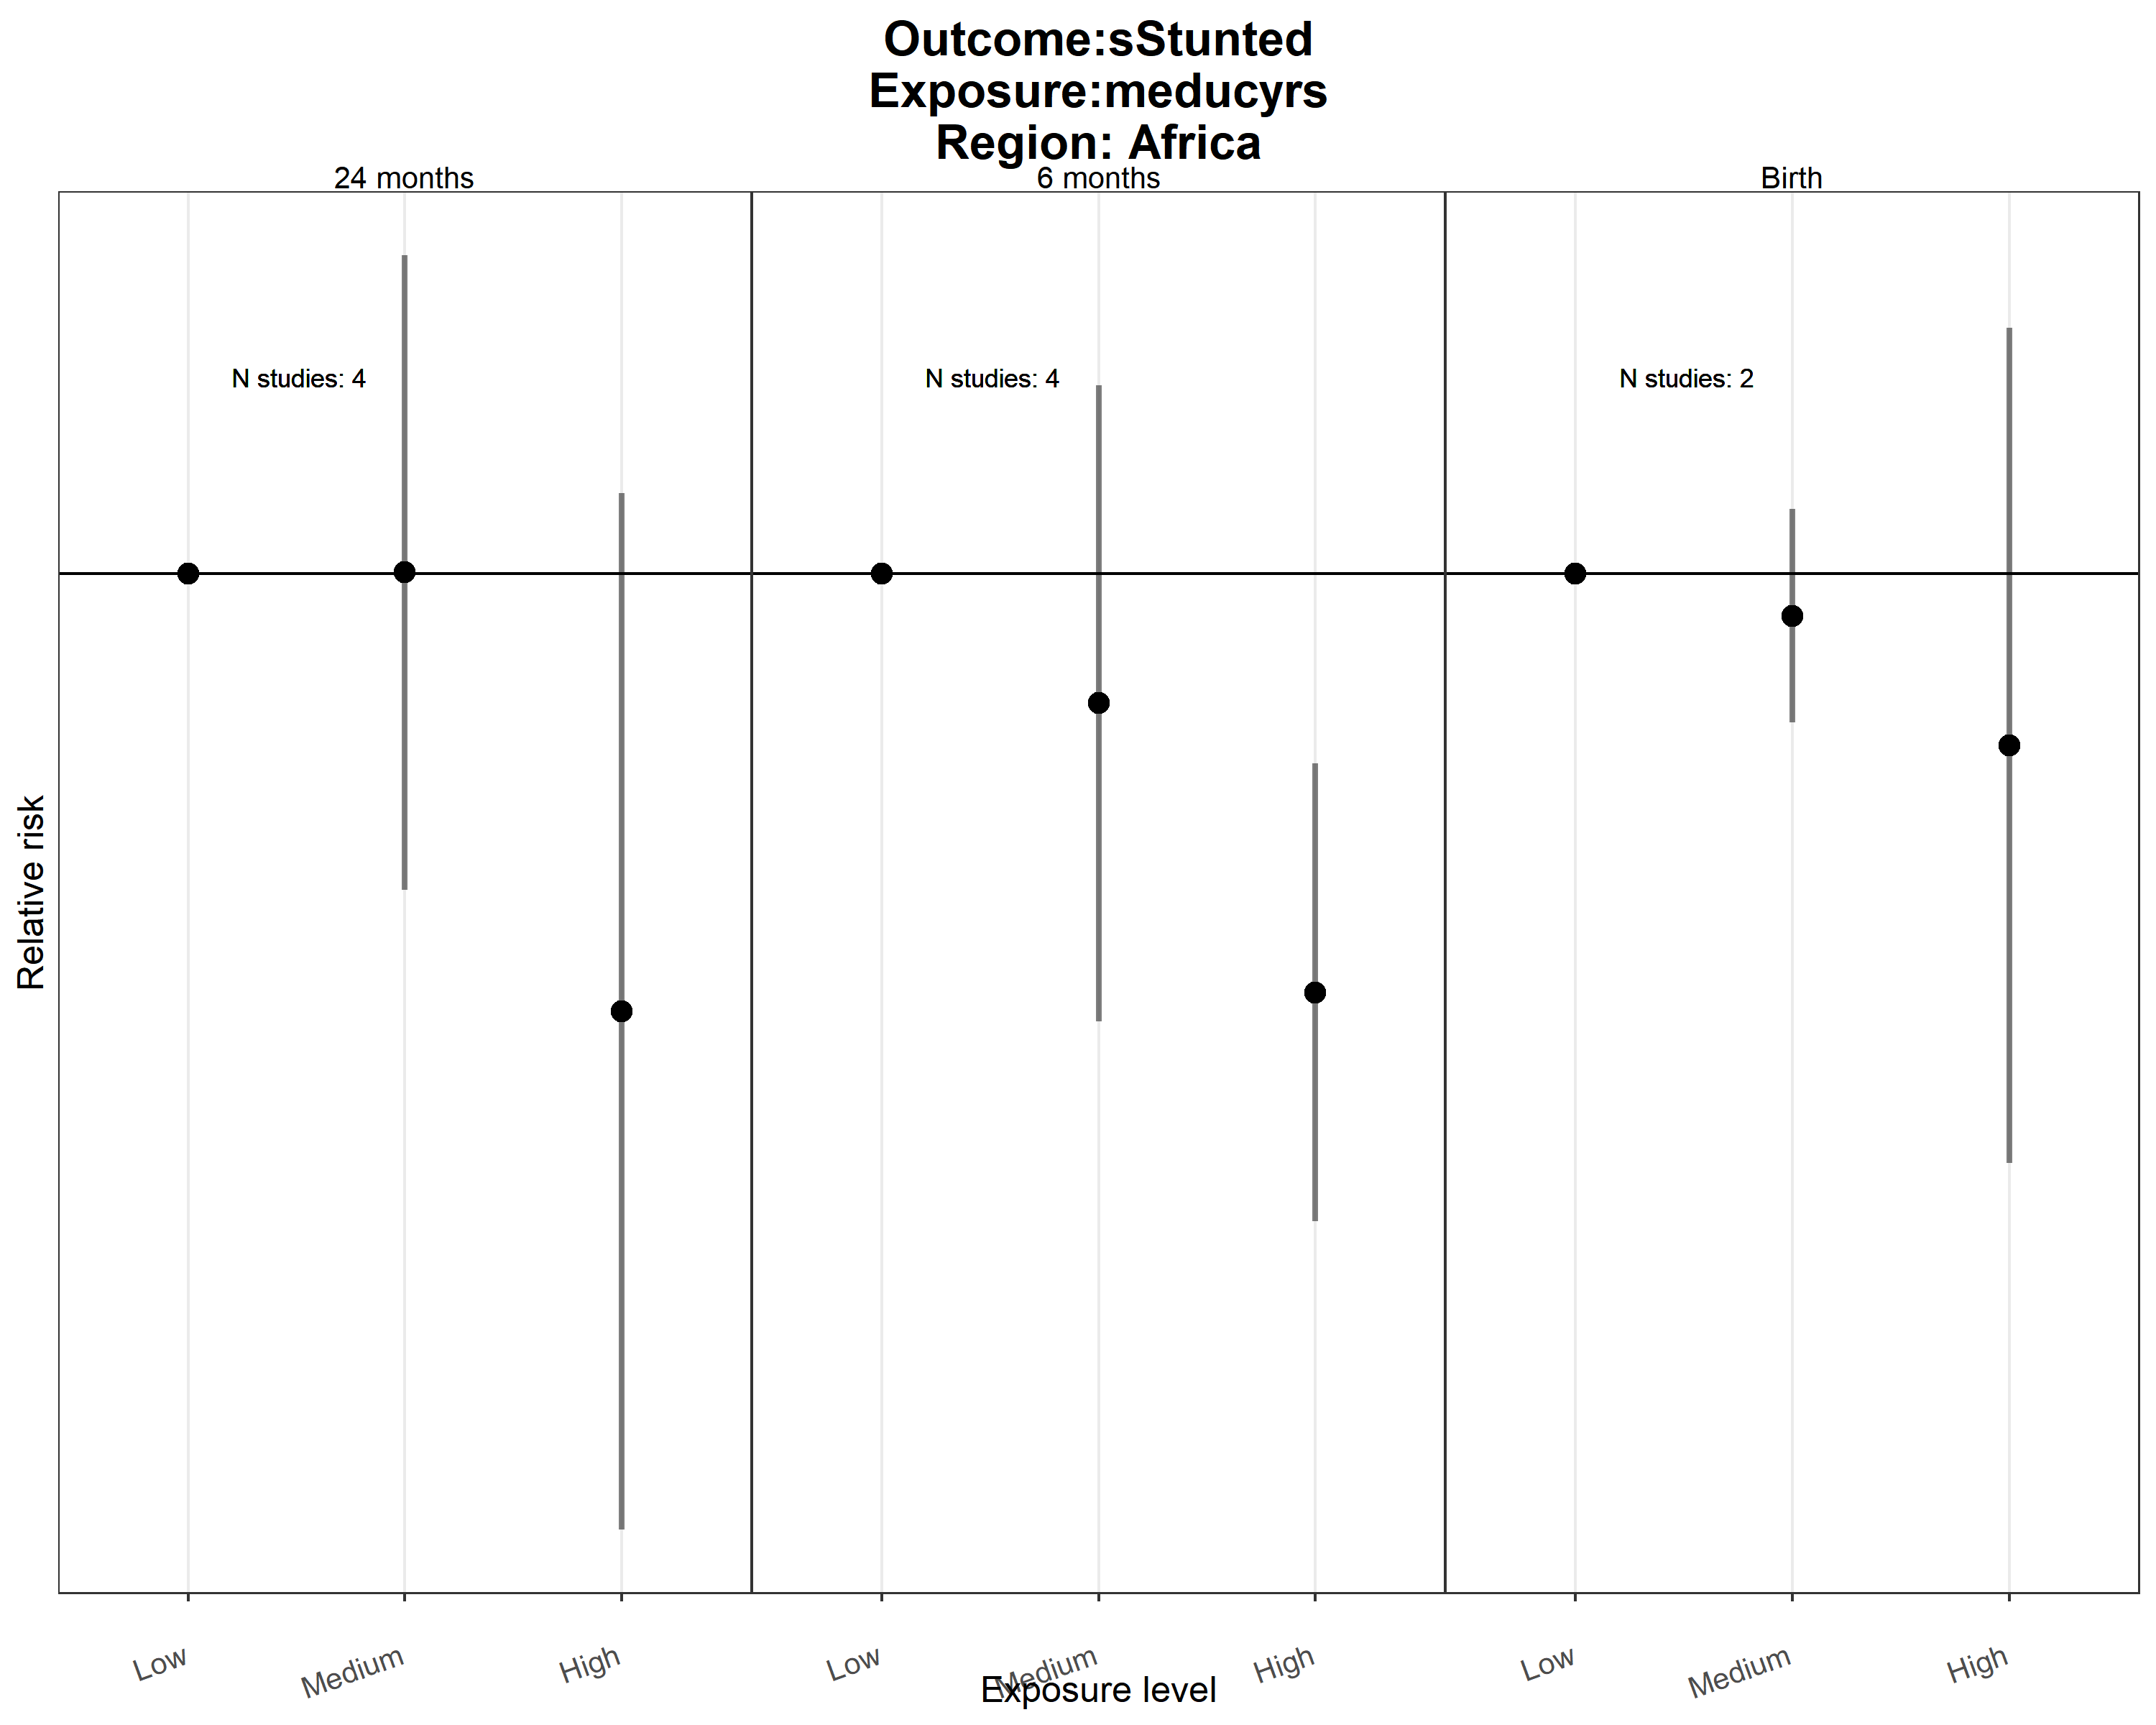 Outcome:sStunted
Exposure:meducyrs
Region: Africa
24 months
6 months
Birth
N studies: 4
N studies: 4
N studies: 2
Relative risk
Low
Medium
High
Low
Medium
High
Low
Medium
High
Exposure level